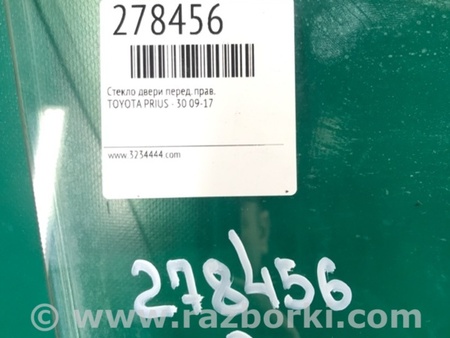 278456
Стекло двери перед. прав.
TOYOTA PRIUS - 30 09-17
www.3234444.com
278456
www.razborki.com